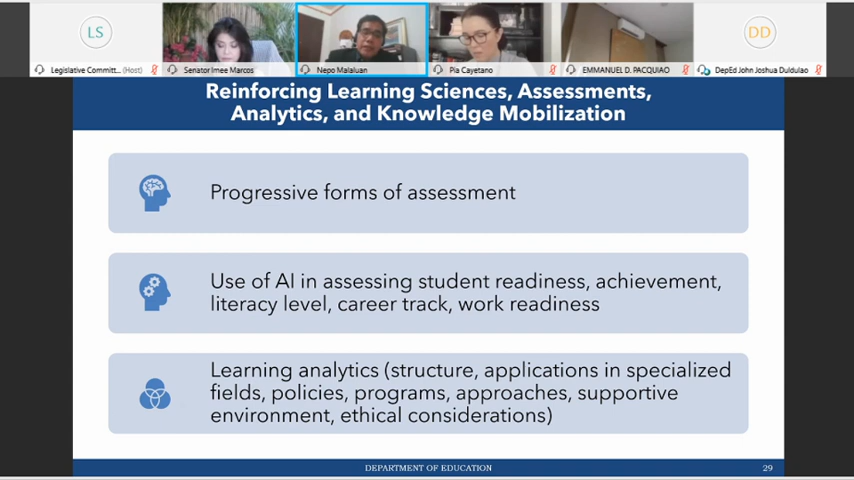 LS
DD
Legislative Committ... (Host)
Senator Imee Marcos
Nepo Malaluan
Pia Cayetano
EMMANUEL D. PACQUIAO
DepEd John Joshua Duldulao
Reinforcing Learning Sciences, Assessments,
Analytics, and Knowledge Mobilization
Progressive forms of assessment
Use of AI in assessing student readiness, achievement,
literacy level, career track, work readiness
Learning analytics (structure, applications in specialized
fields, policies, programs, approaches, supportive
environment, ethical considerations)
DEPARTMENT OF EDUCATION
29